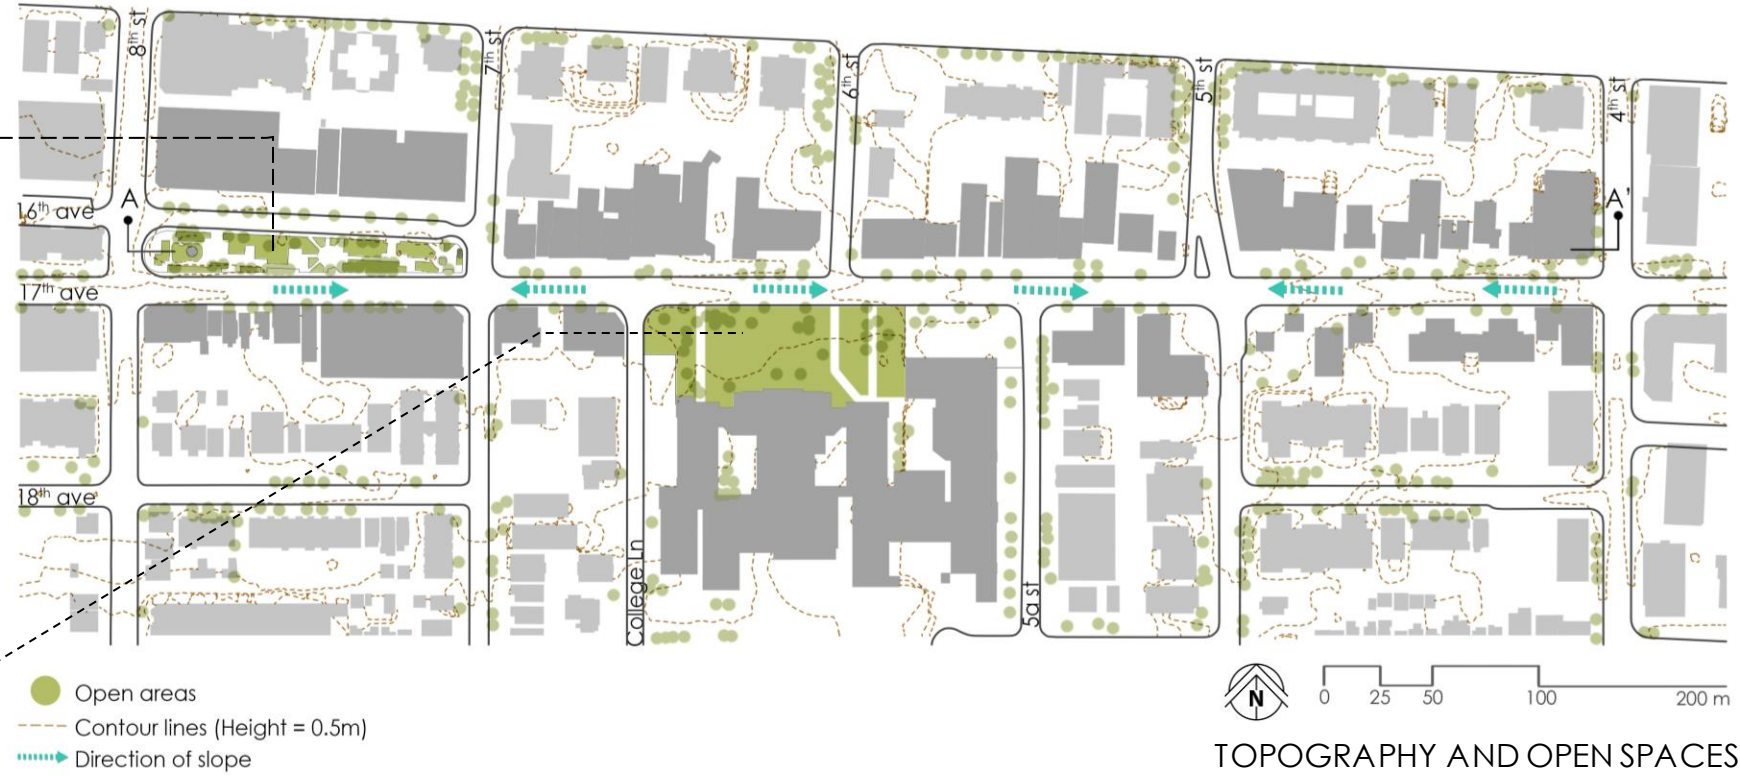 8th st
7th st
6th st
5th st
4th st
A
A'
16th ave
17th ave
18th ave
College Ln
5a st
Open areas
Contour lines (Height = 0.5m)
Direction of slope
N
0 25 50 100 200 m
TOPOGRAPHY AND OPEN SPACES